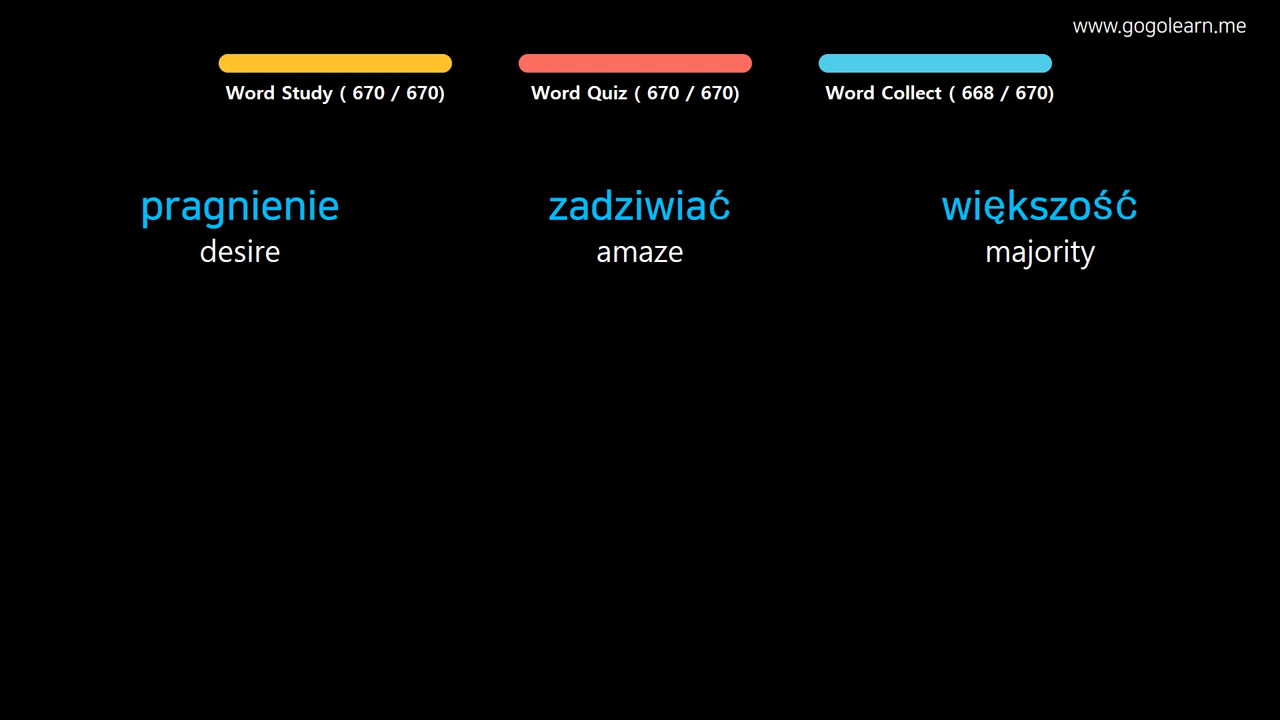 www.gogolearn.me
Word Study ( 670 / 670)
Word Quiz ( 670 / 670)
Word Collect ( 668 / 670)
pragnienie
desire
zadziwiać
amaze
większość
majority